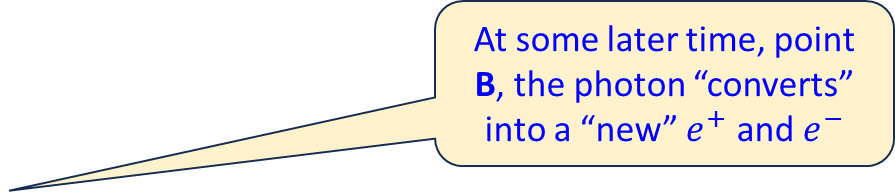 At some later time, point
B, the photon “converts”
into a “new” e⁺ and e⁻